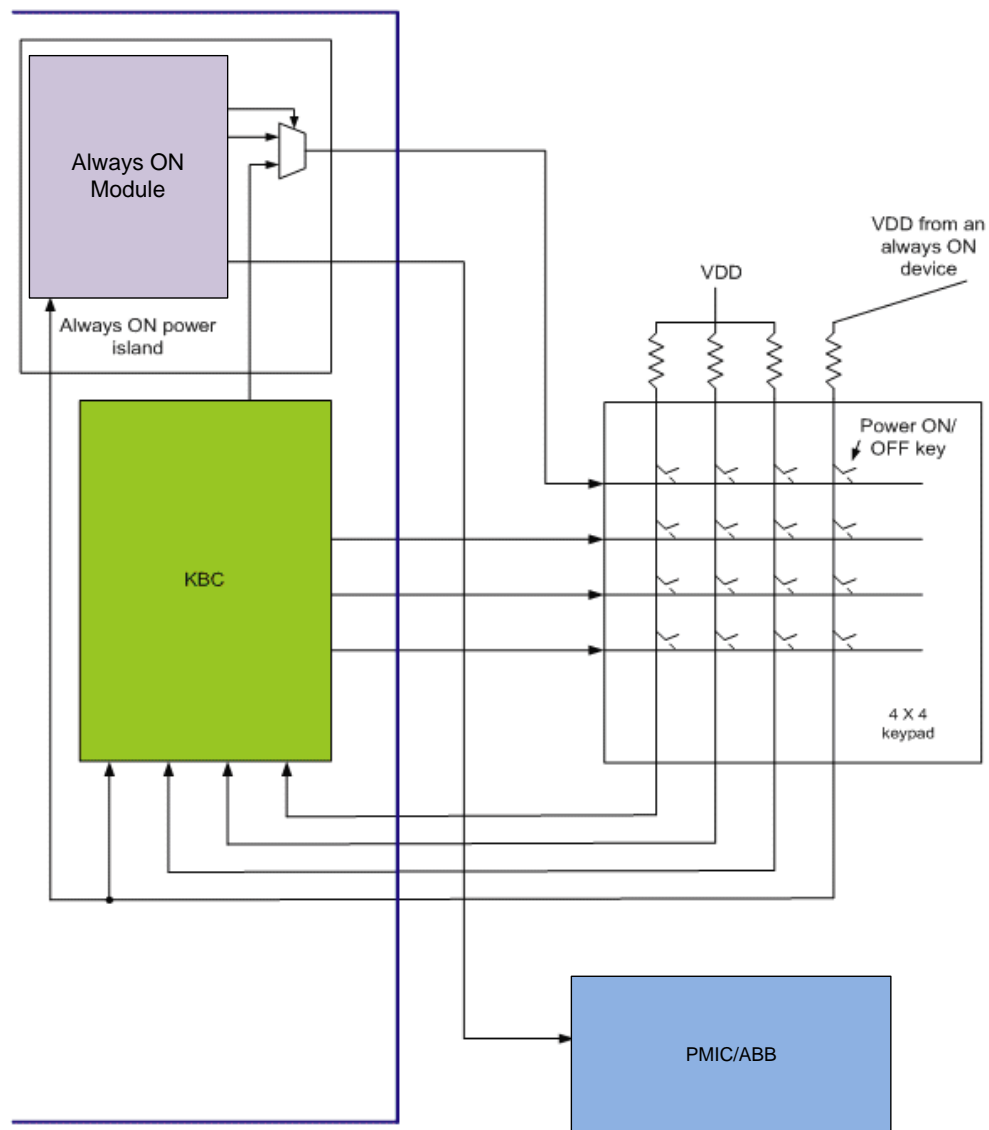 Always ON
Module
Always ON power
island
KBC
VDD
VDD from an
always ON
device
Power ON/
OFF key
4 X 4
keypad
PMIC/ABB